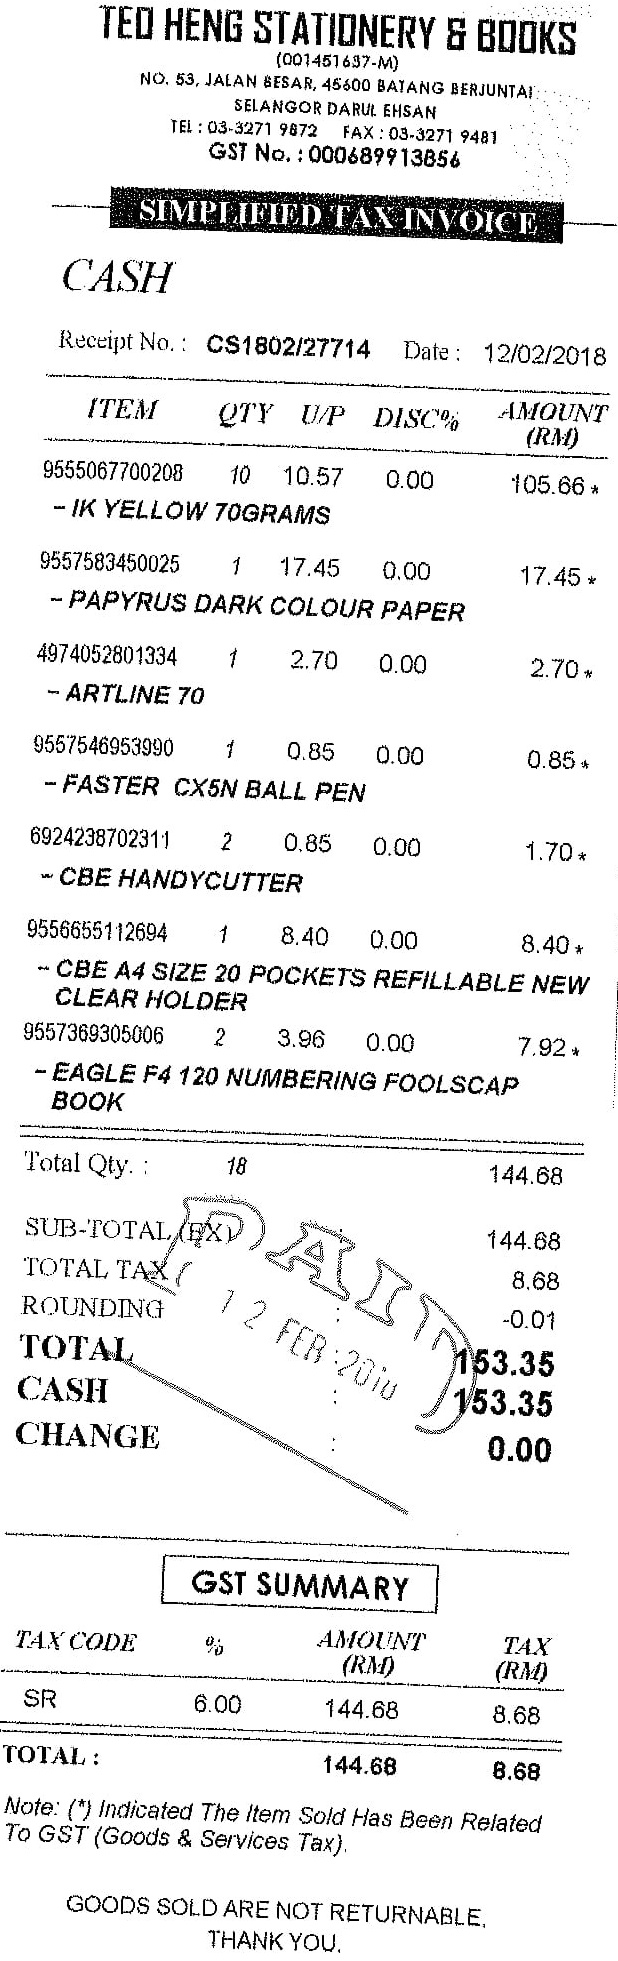 TEO HENG STATIONERY & BOOKS
(001451637-M)
NO. 53, JALAN BESAR, 45600 BATANG BERJUNTAI
SELANGOR DARUL EHSAN
TEL : 03-3271 9872 FAX : 03-3271 9481
GST No. : 000689913856
SIMPLIFIED TAX INVOICE
CASH
Receipt No. : CS1802/27714 Date : 12/02/2018
ITEM QTY U/P DISC% AMOUNT
(RM)
9555067700208 10 10.57 0.00 105.66 *
- IK YELLOW 70GRAMS
9557583450025 1 17.45 0.00 17.45 *
- PAPYRUS DARK COLOUR PAPER
4974052801334 1 2.70 0.00 2.70 *
- ARTLINE 70
9557546953990 1 0.85 0.00 0.85 *
- FASTER CX5N BALL PEN
6924238702311 2 0.85 0.00 1.70 *
- CBE HANDYCUTTER
9556655112694 1 8.40 0.00 8.40 *
- CBE A4 SIZE 20 POCKETS REFILLABLE NEW
CLEAR HOLDER
9557369305006 2 3.96 0.00 7.92 *
- EAGLE F4 120 NUMBERING FOOLSCAP
BOOK
Total Qty. : 18 144.68
SUB-TOTAL (EX) : 144.68
TOTAL TAX 8.68
ROUNDING : -0.01
TOTAL : 153.35
CASH : 153.35
CHANGE : 0.00
PAID
12 FEB 2018
GST SUMMARY
TAX CODE % AMOUNT TAX
(RM) (RM)
SR 6.00 144.68 8.68
TOTAL : 144.68 8.68
Note: (*) Indicated The Item Sold Has Been Related
To GST (Goods & Services Tax).
GOODS SOLD ARE NOT RETURNABLE,
THANK YOU.